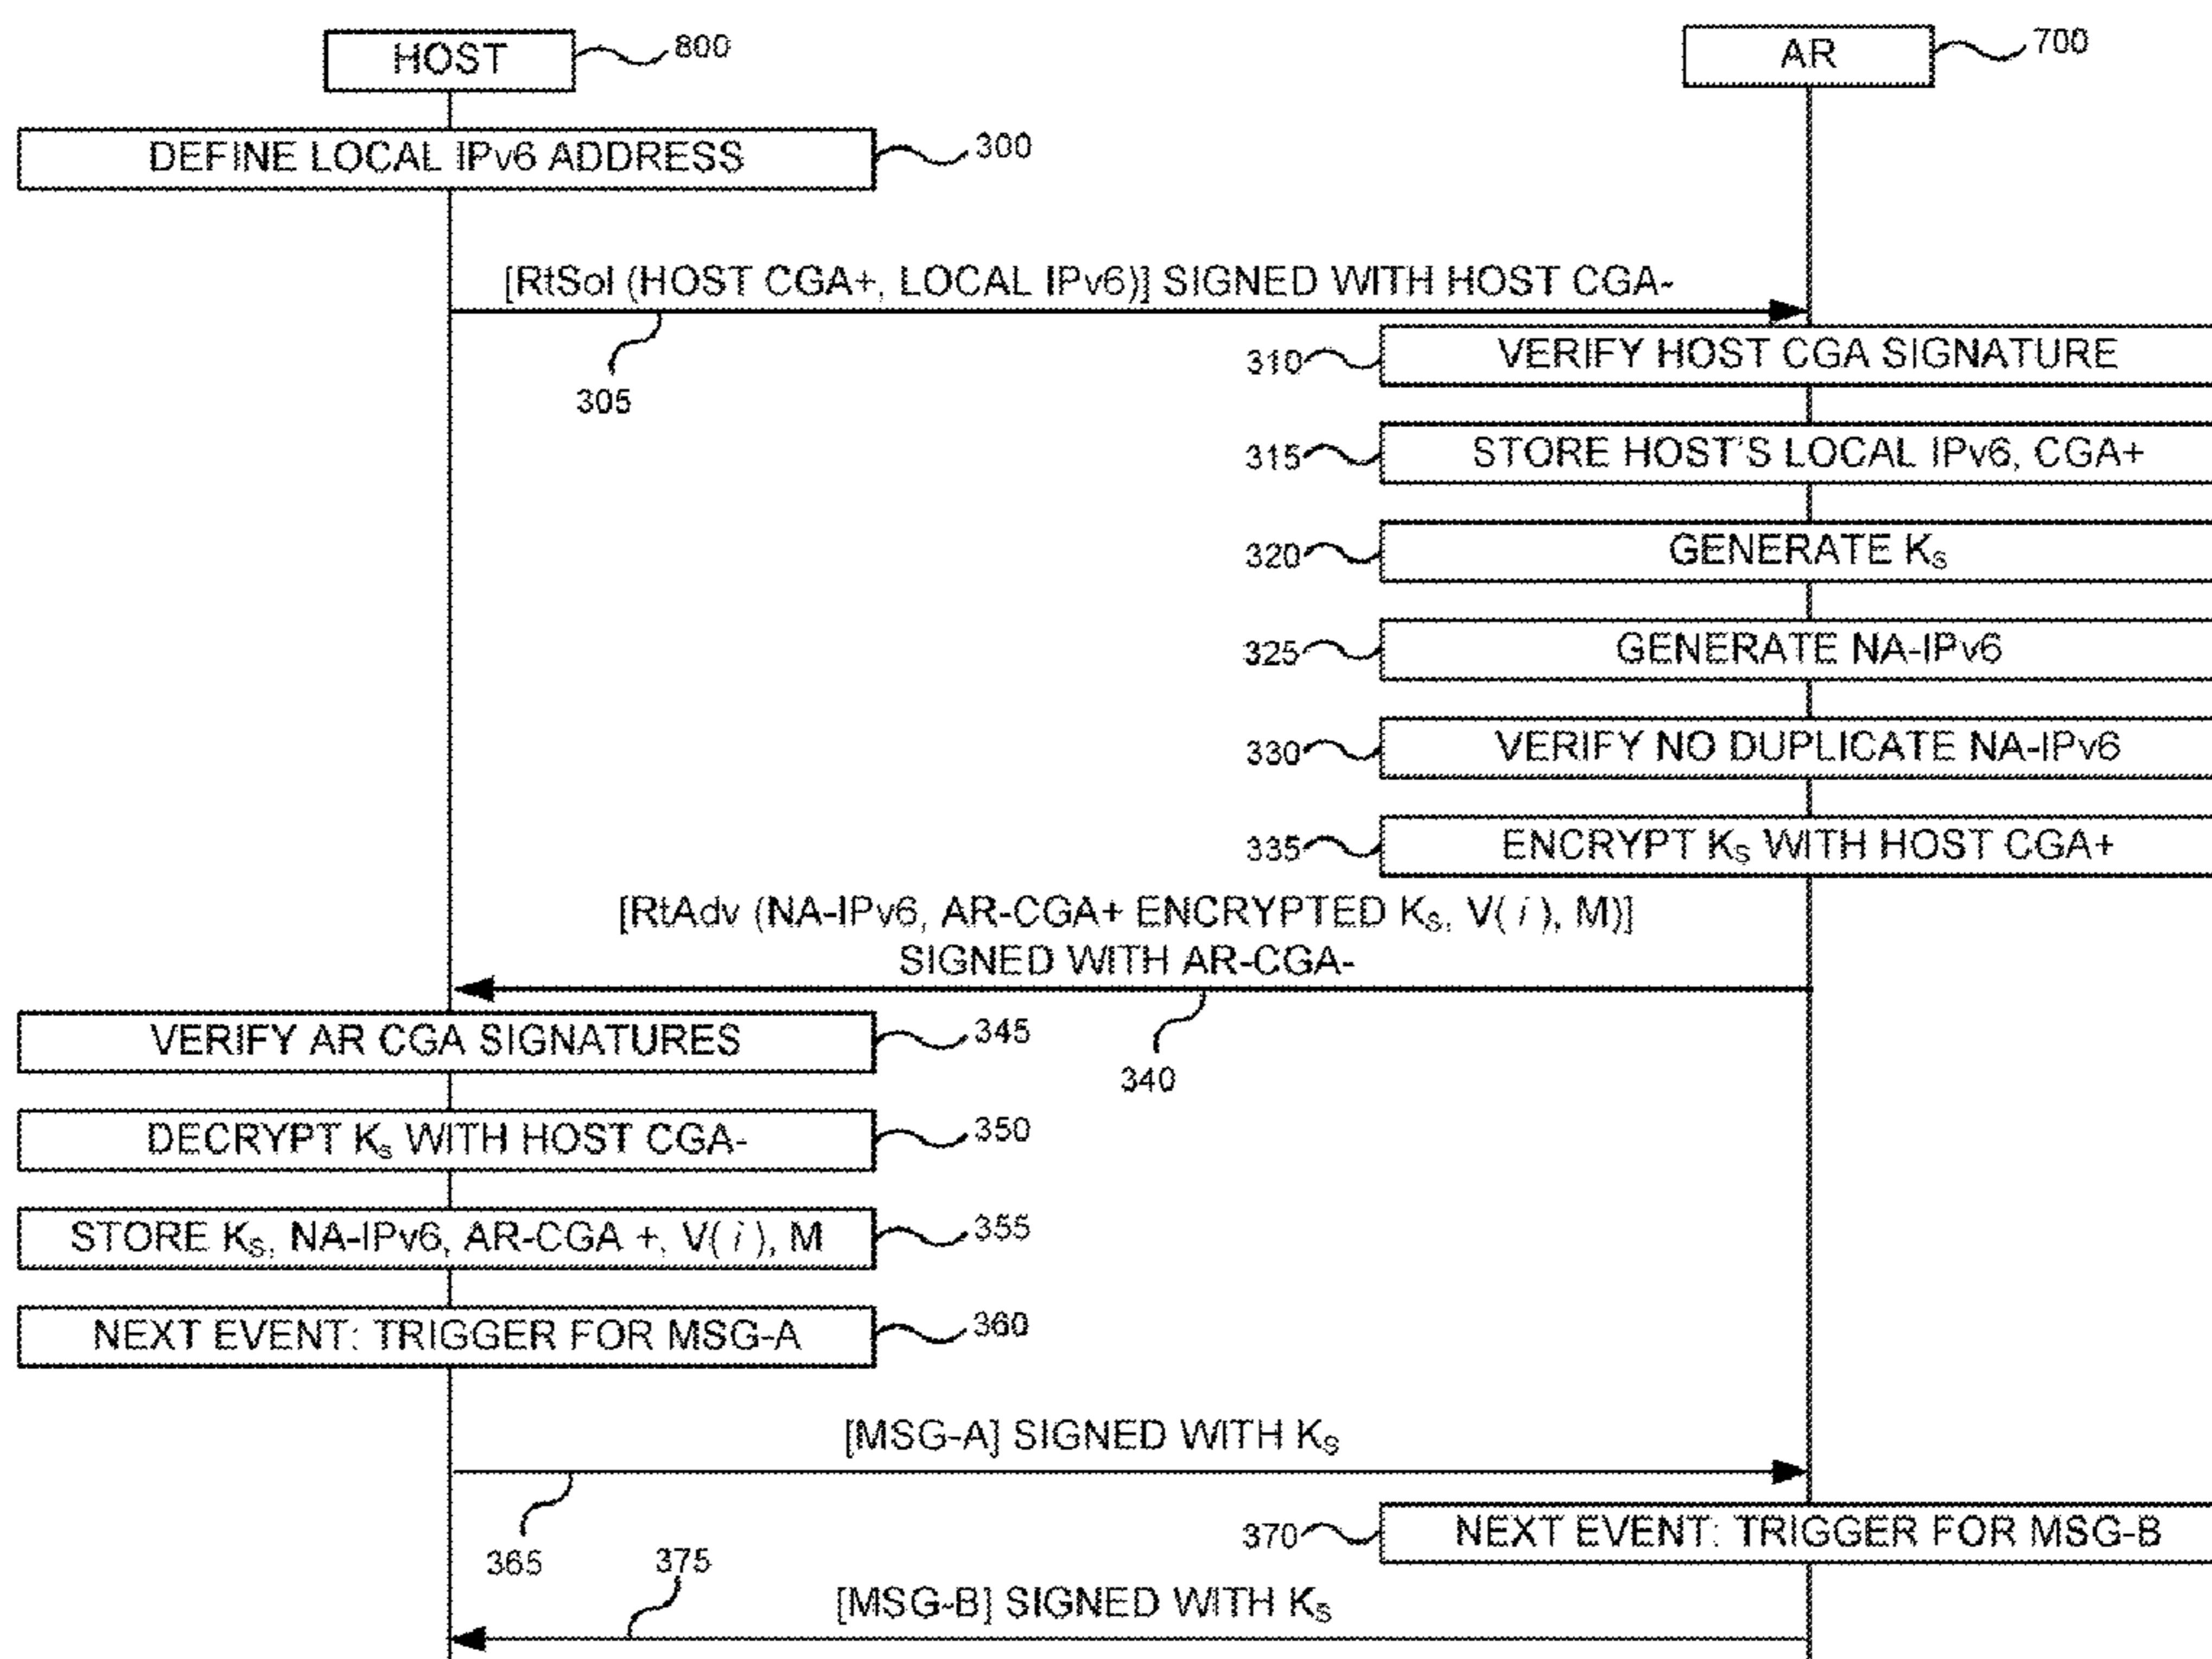 HOST
800
AR
700
DEFINE LOCAL IPv6 ADDRESS
300
[RtSol (HOST CGA+, LOCAL IPv6)] SIGNED WITH HOST CGA-
305
310
VERIFY HOST CGA SIGNATURE
315
STORE HOST'S LOCAL IPv6, CGA+
320
GENERATE Ks
325
GENERATE NA-IPv6
330
VERIFY NO DUPLICATE NA-IPv6
335
ENCRYPT Ks WITH HOST CGA+
[RtAdv (NA-IPv6, AR-CGA+ ENCRYPTED Ks, V( i ), M)]
SIGNED WITH AR-CGA-
340
VERIFY AR CGA SIGNATURES
345
DECRYPT Ks WITH HOST CGA-
350
STORE Ks, NA-IPv6, AR-CGA +, V( i ), M
355
NEXT EVENT: TRIGGER FOR MSG-A
360
[MSG-A] SIGNED WITH Ks
365
370
NEXT EVENT: TRIGGER FOR MSG-B
375
[MSG-B] SIGNED WITH Ks